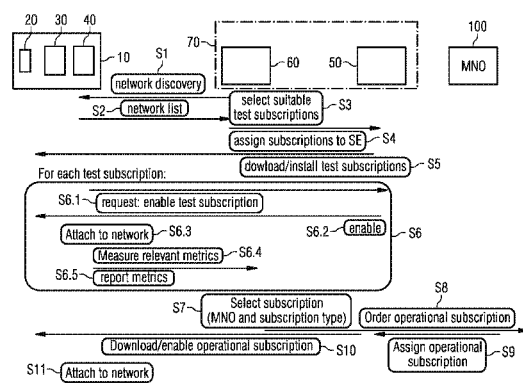 20 30 40 10 S1 70 60 50 100
MNO
network discovery
S2 network list
select suitable
test subscriptions S3
assign subscriptions to SE S4
dowload/install test subscriptions S5
For each test subscription:
S6.1 request: enable test subscription
S6.2 enable S6
Attach to network S6.3
Measure relevant metrics S6.4
S6.5 report metrics
S7 Select subscription
(MNO and subscription type)
S8
Order operational subscription
Download/enable operational subscription S10
Assign operational
subscription S9
S11 Attach to network